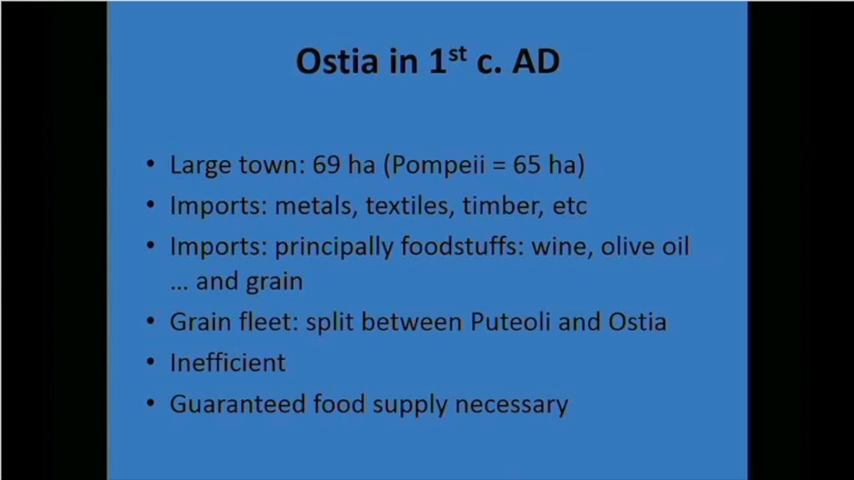 Ostia in 1st c. AD
• Large town: 69 ha (Pompeii = 65 ha)
• Imports: metals, textiles, timber, etc
• Imports: principally foodstuffs: wine, olive oil
... and grain
• Grain fleet: split between Puteoli and Ostia
• Inefficient
• Guaranteed food supply necessary